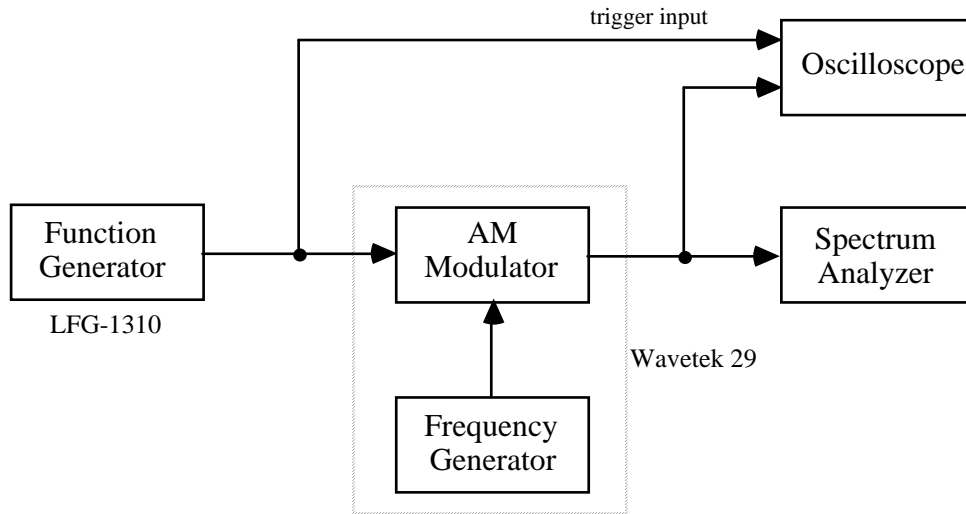 trigger input
Oscilloscope
Function
Generator
LFG-1310
AM
Modulator
Spectrum
Analyzer
Wavetek 29
Frequency
Generator